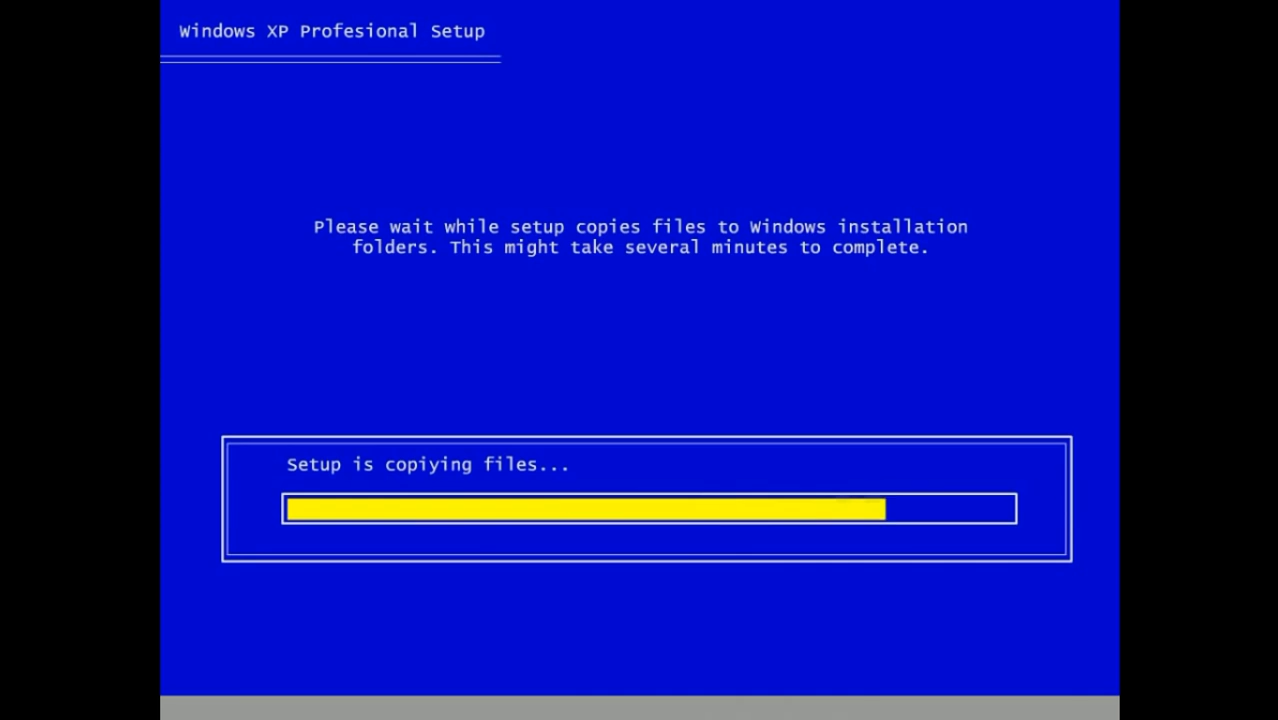 Windows XP Profesional Setup
Please wait while setup copies files to Windows installation
folders. This might take several minutes to complete.
Setup is copiying files...